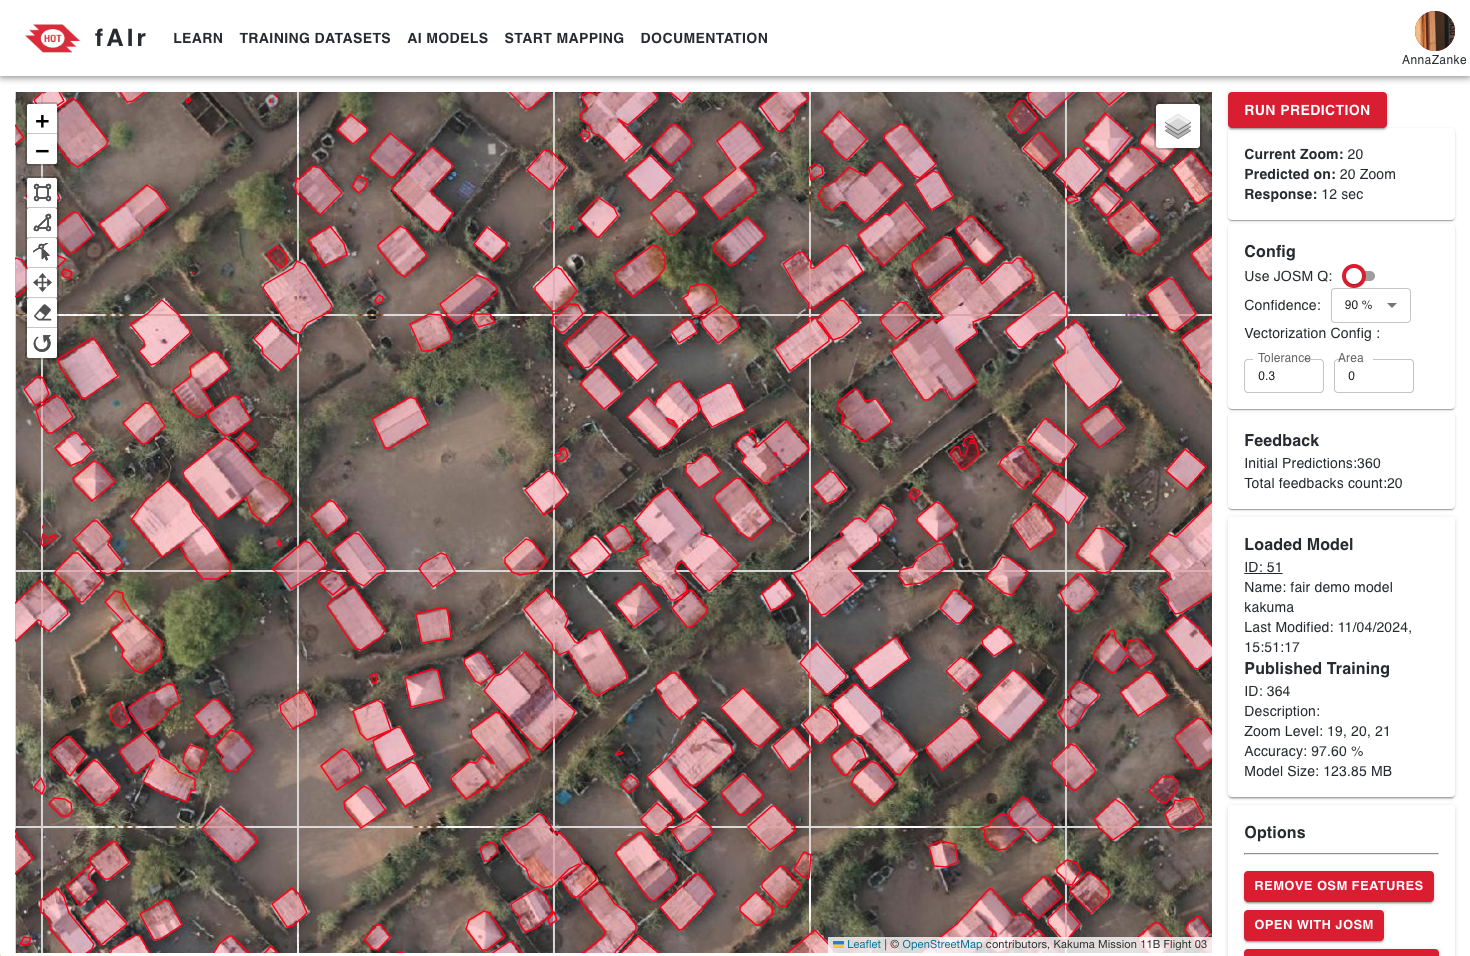 HOT fAIr LEARN TRAINING DATASETS AI MODELS START MAPPING DOCUMENTATION
AnnaZanke
+
−
RUN PREDICTION
Current Zoom: 20
Predicted on: 20 Zoom
Response: 12 sec
Config
Use JOSM Q:
Confidence: 90 %
Vectorization Config :
Tolerance Area
0.3 0
Feedback
Initial Predictions:360
Total feedbacks count:20
Loaded Model
ID: 51
Name: fair demo model
kakuma
Last Modified: 11/04/2024,
15:51:17
Published Training
ID: 364
Description:
Zoom Level: 19, 20, 21
Accuracy: 97.60 %
Model Size: 123.85 MB
Options
REMOVE OSM FEATURES
OPEN WITH JOSM
Leaflet | © OpenStreetMap contributors, Kakuma Mission 11B Flight 03